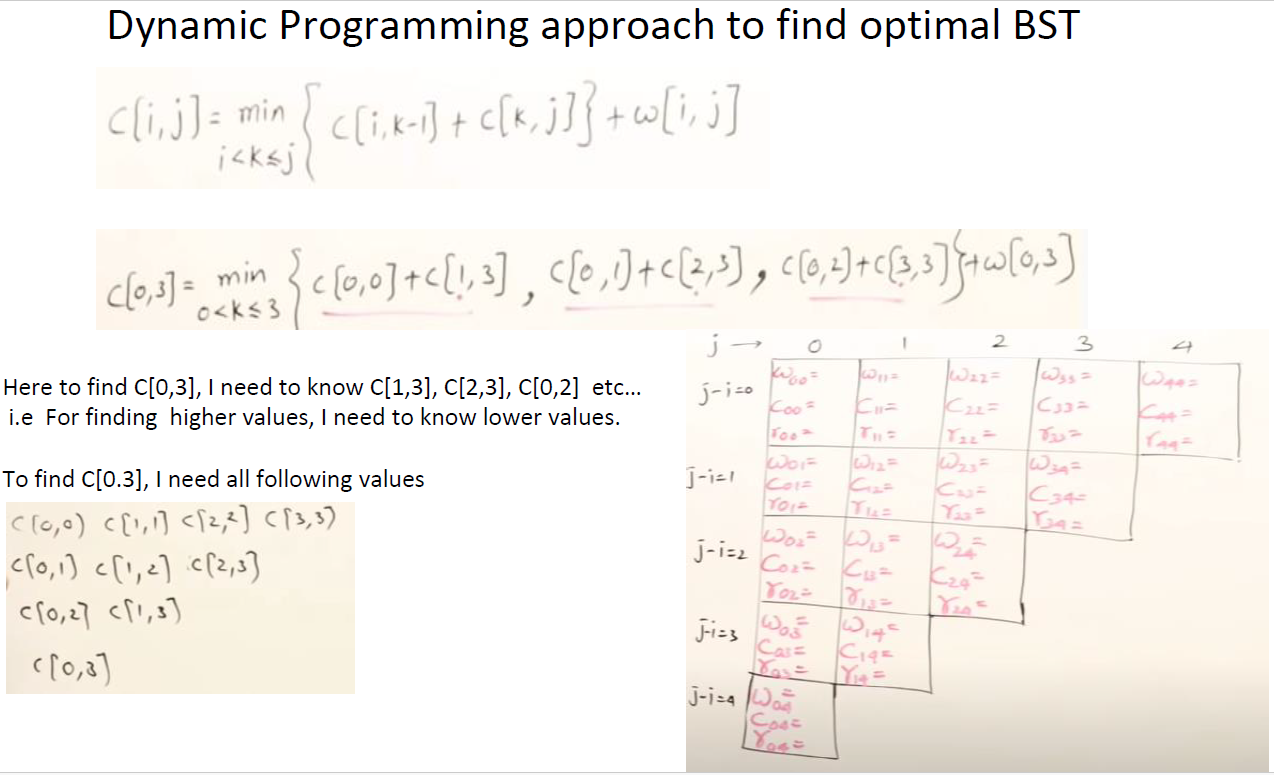 Dynamic Programming approach to find optimal BST
C[i,j] = min { C[i,k-1] + C[k,j]} + ω[i,j]
i<k≤j
C[0,3] = min { C[0,0]+C[1,3] , C[0,1]+C[2,3] , C[0,2]+C[3,3]}+ω[0,3]
0<k≤3
Here to find C[0,3], I need to know C[1,3], C[2,3], C[0,2] etc...
i.e For finding higher values, I need to know lower values.
To find C[0.3], I need all following values
C[0,0) C[1,1] C[2,2] C[3,3)
C[0,1) C[1,2] C[2,3]
C[0,2] C[1,3]
C[0,3]
j → 0 1 2 3 4
j-i=0
ω00= ω11= ω22= ω33= ω44=
C00= C11= C22= C33= C44=
r00= r11= r22= r33= r44=
j-i=1
ω01= ω12= ω23= ω34=
C01= C12= C23= C34=
r01= r12= r23= r34=
j-i=2
ω02= ω13= ω24=
C02= C13= C24=
r02= r13= r24=
j-i=3
ω03= ω14=
C03= C14=
r03= r14=
j-i=4
ω04=
C04=
r04=